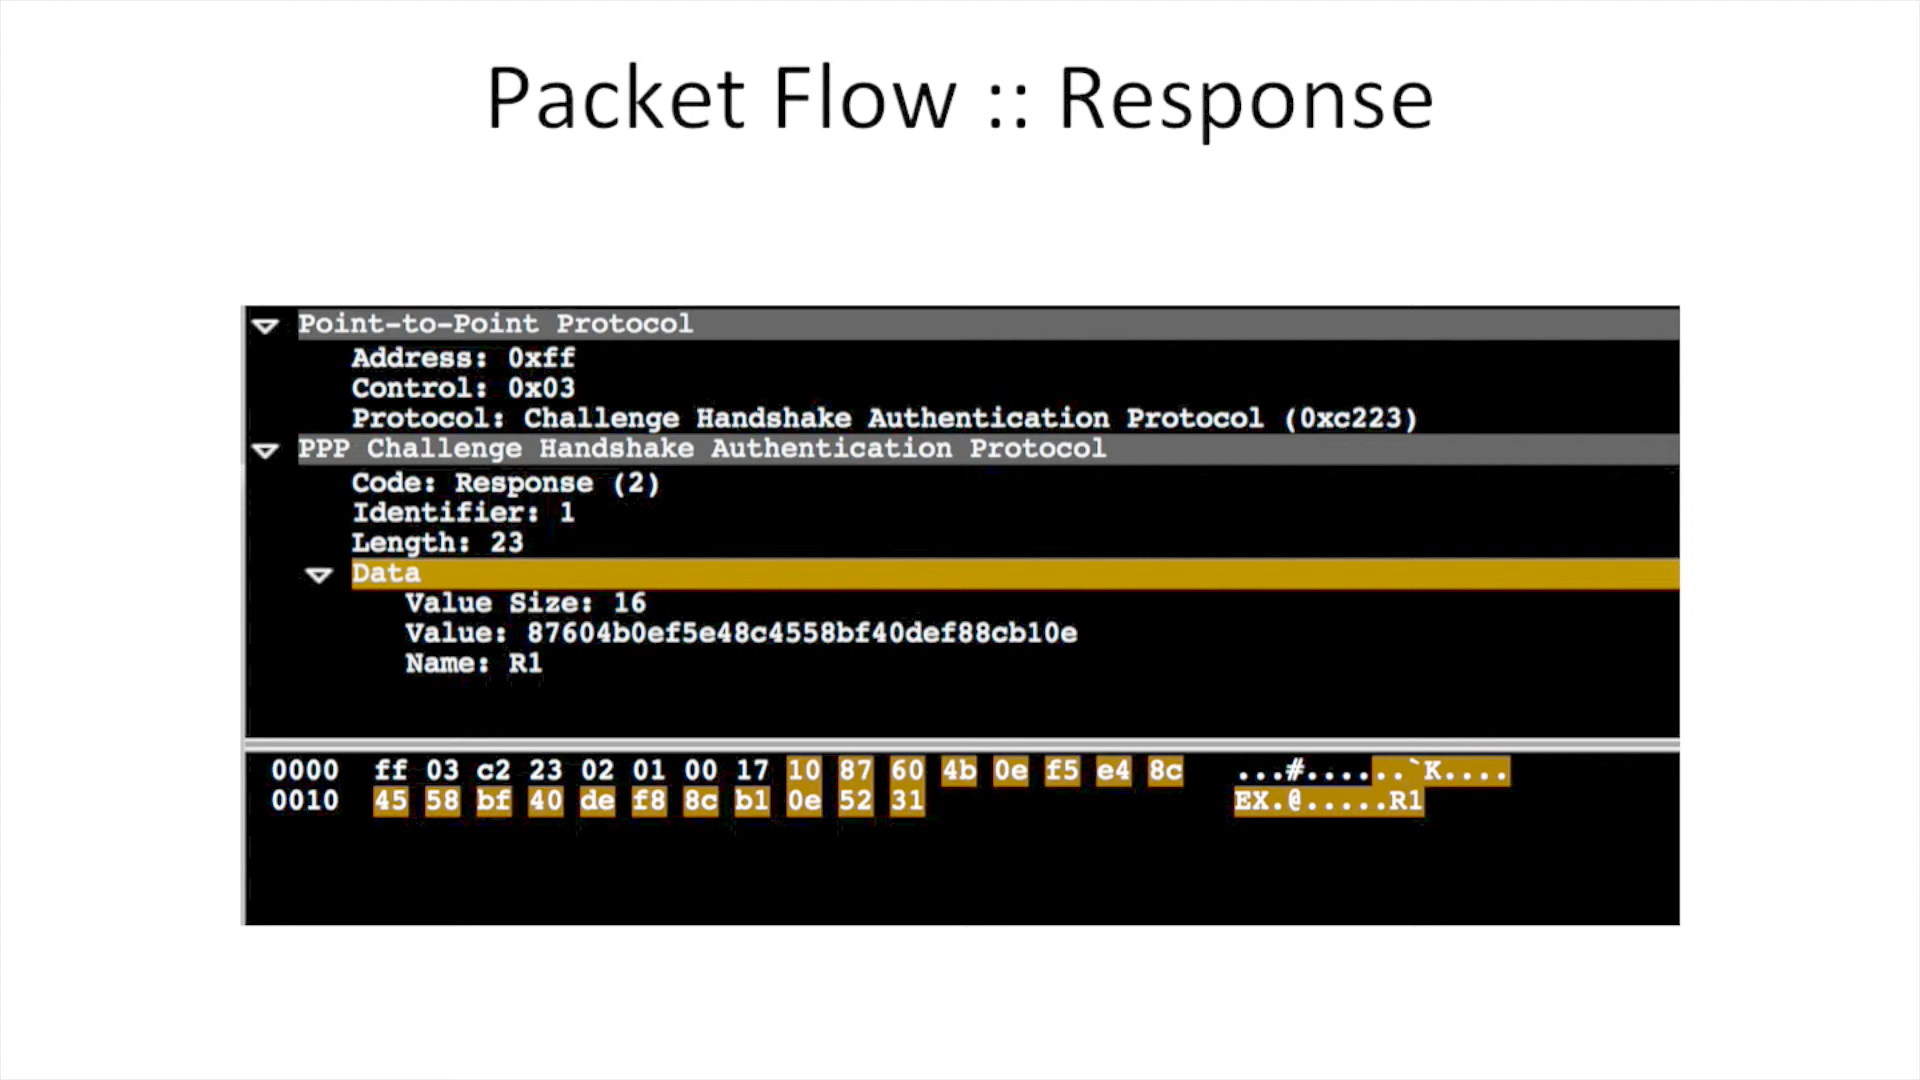 Packet Flow :: Response
Point-to-Point Protocol
Address: 0xff
Control: 0x03
Protocol: Challenge Handshake Authentication Protocol (0xc223)
PPP Challenge Handshake Authentication Protocol
Code: Response (2)
Identifier: 1
Length: 23
Data
Value Size: 16
Value: 87604b0ef5e48c4558bf40def88cb10e
Name: R1
0000 ff 03 c2 23 02 01 00 17 10 87 60 4b 0e f5 e4 8c ...#......`K....
0010 45 58 bf 40 de f8 8c b1 0e 52 31 EX.@.....R1